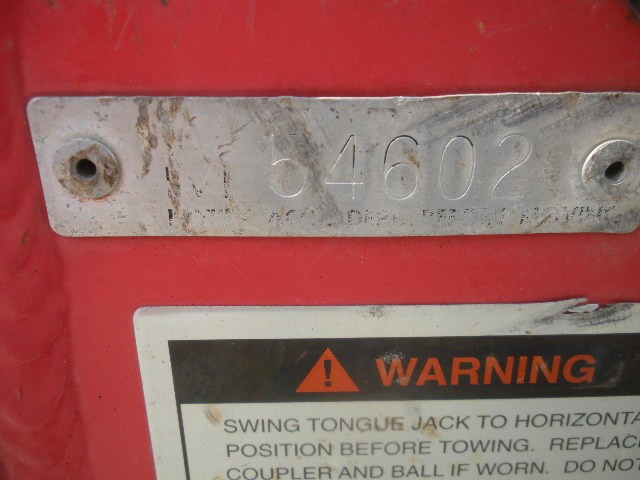 54602
WARNING
SWING TONGUE JACK TO HORIZONTA
POSITION BEFORE TOWING. REPLAC
COUPLER AND BALL IF WORN. DO NOT